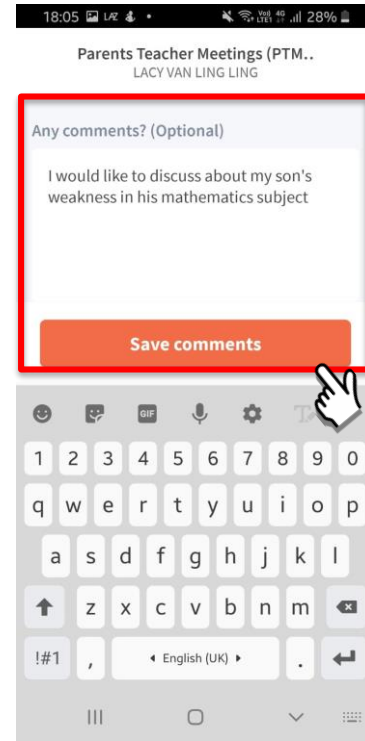 18:05 28%
Parents Teacher Meetings (PTM..
LACY VAN LING LING
Any comments? (Optional)
I would like to discuss about my son's
weakness in his mathematics subject
Save comments
GIF
1 2 3 4 5 6 7 8 9 0
q w e r t y u i o p
a s d f g h j k l
z x c v b n m
!#1 , English (UK) .